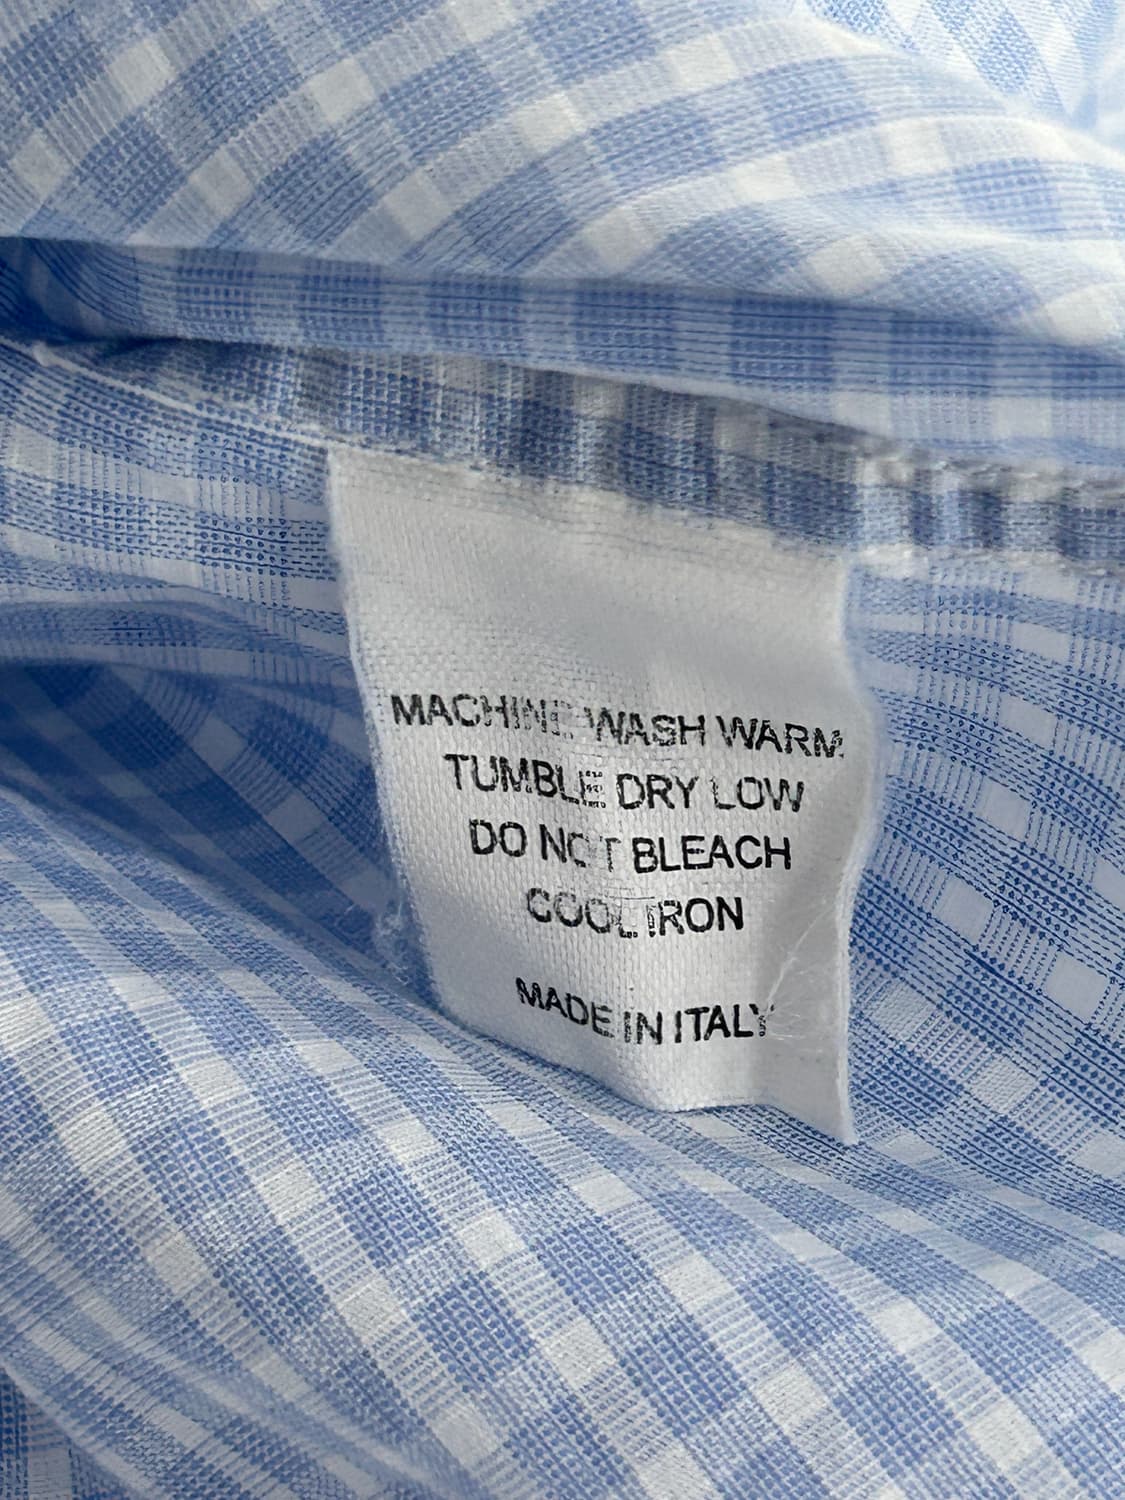 MACHINE WASH WARM
TUMBLE DRY LOW
DO NOT BLEACH
COOL IRON
MADE IN ITALY